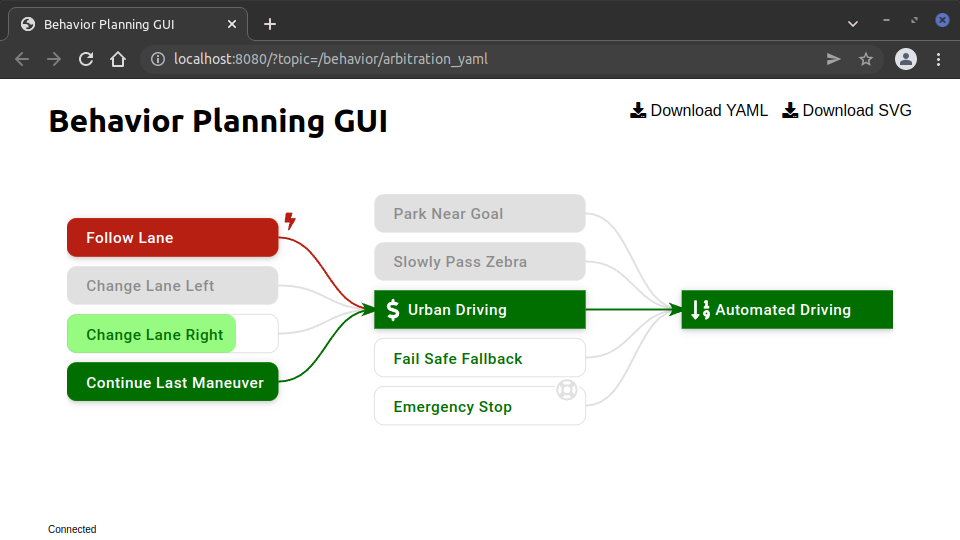 Behavior Planning GUI
localhost:8080/?topic=/behavior/arbitration_yaml
Behavior Planning GUI
Download YAML
Download SVG
Follow Lane
Change Lane Left
Change Lane Right
Continue Last Maneuver
Park Near Goal
Slowly Pass Zebra
$ Urban Driving
Fail Safe Fallback
Emergency Stop
Automated Driving
Connected